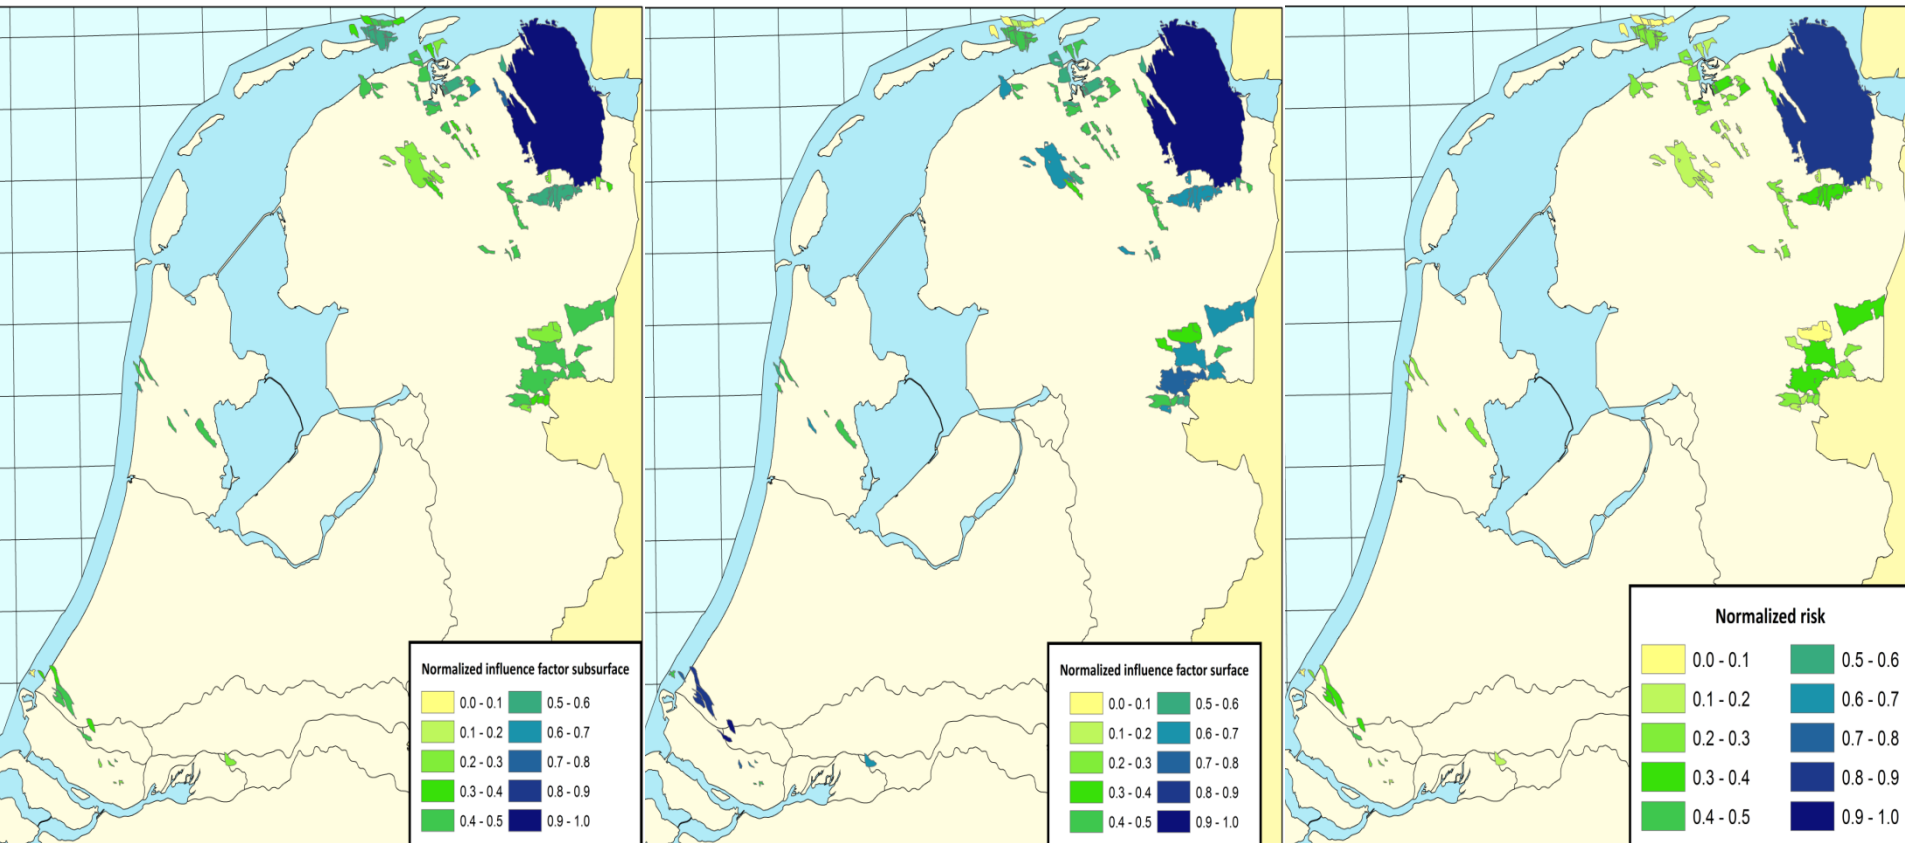 Normalized influence factor subsurface
0.0 - 0.1 0.5 - 0.6
0.1 - 0.2 0.6 - 0.7
0.2 - 0.3 0.7 - 0.8
0.3 - 0.4 0.8 - 0.9
0.4 - 0.5 0.9 - 1.0
Normalized influence factor surface
0.0 - 0.1 0.5 - 0.6
0.1 - 0.2 0.6 - 0.7
0.2 - 0.3 0.7 - 0.8
0.3 - 0.4 0.8 - 0.9
0.4 - 0.5 0.9 - 1.0
Normalized risk
0.0 - 0.1 0.5 - 0.6
0.1 - 0.2 0.6 - 0.7
0.2 - 0.3 0.7 - 0.8
0.3 - 0.4 0.8 - 0.9
0.4 - 0.5 0.9 - 1.0